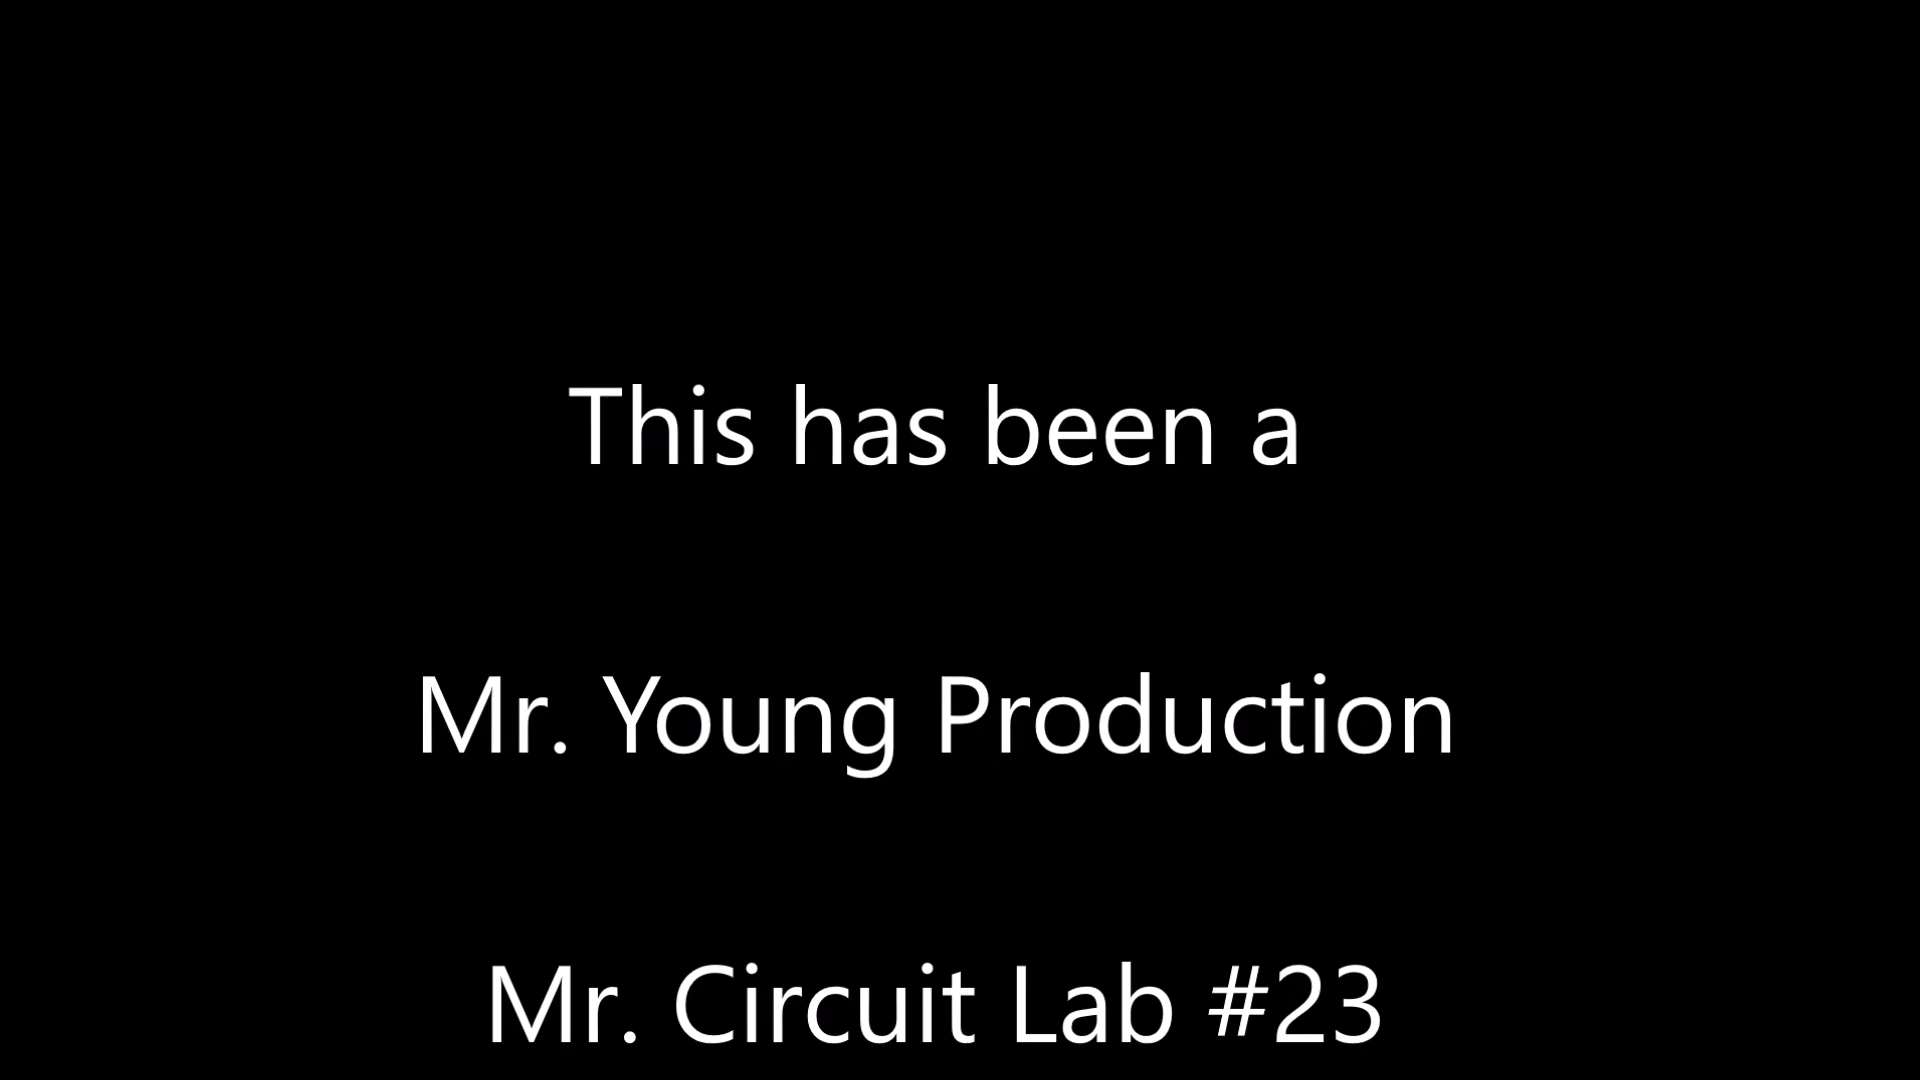 This has been a
Mr. Young Production
Mr. Circuit Lab #23